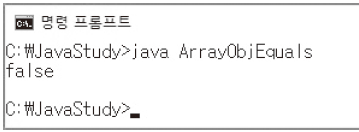 C:\ 명령 프롬프트
C:₩JavaStudy>java ArrayObjEquals
false
C:₩JavaStudy>_